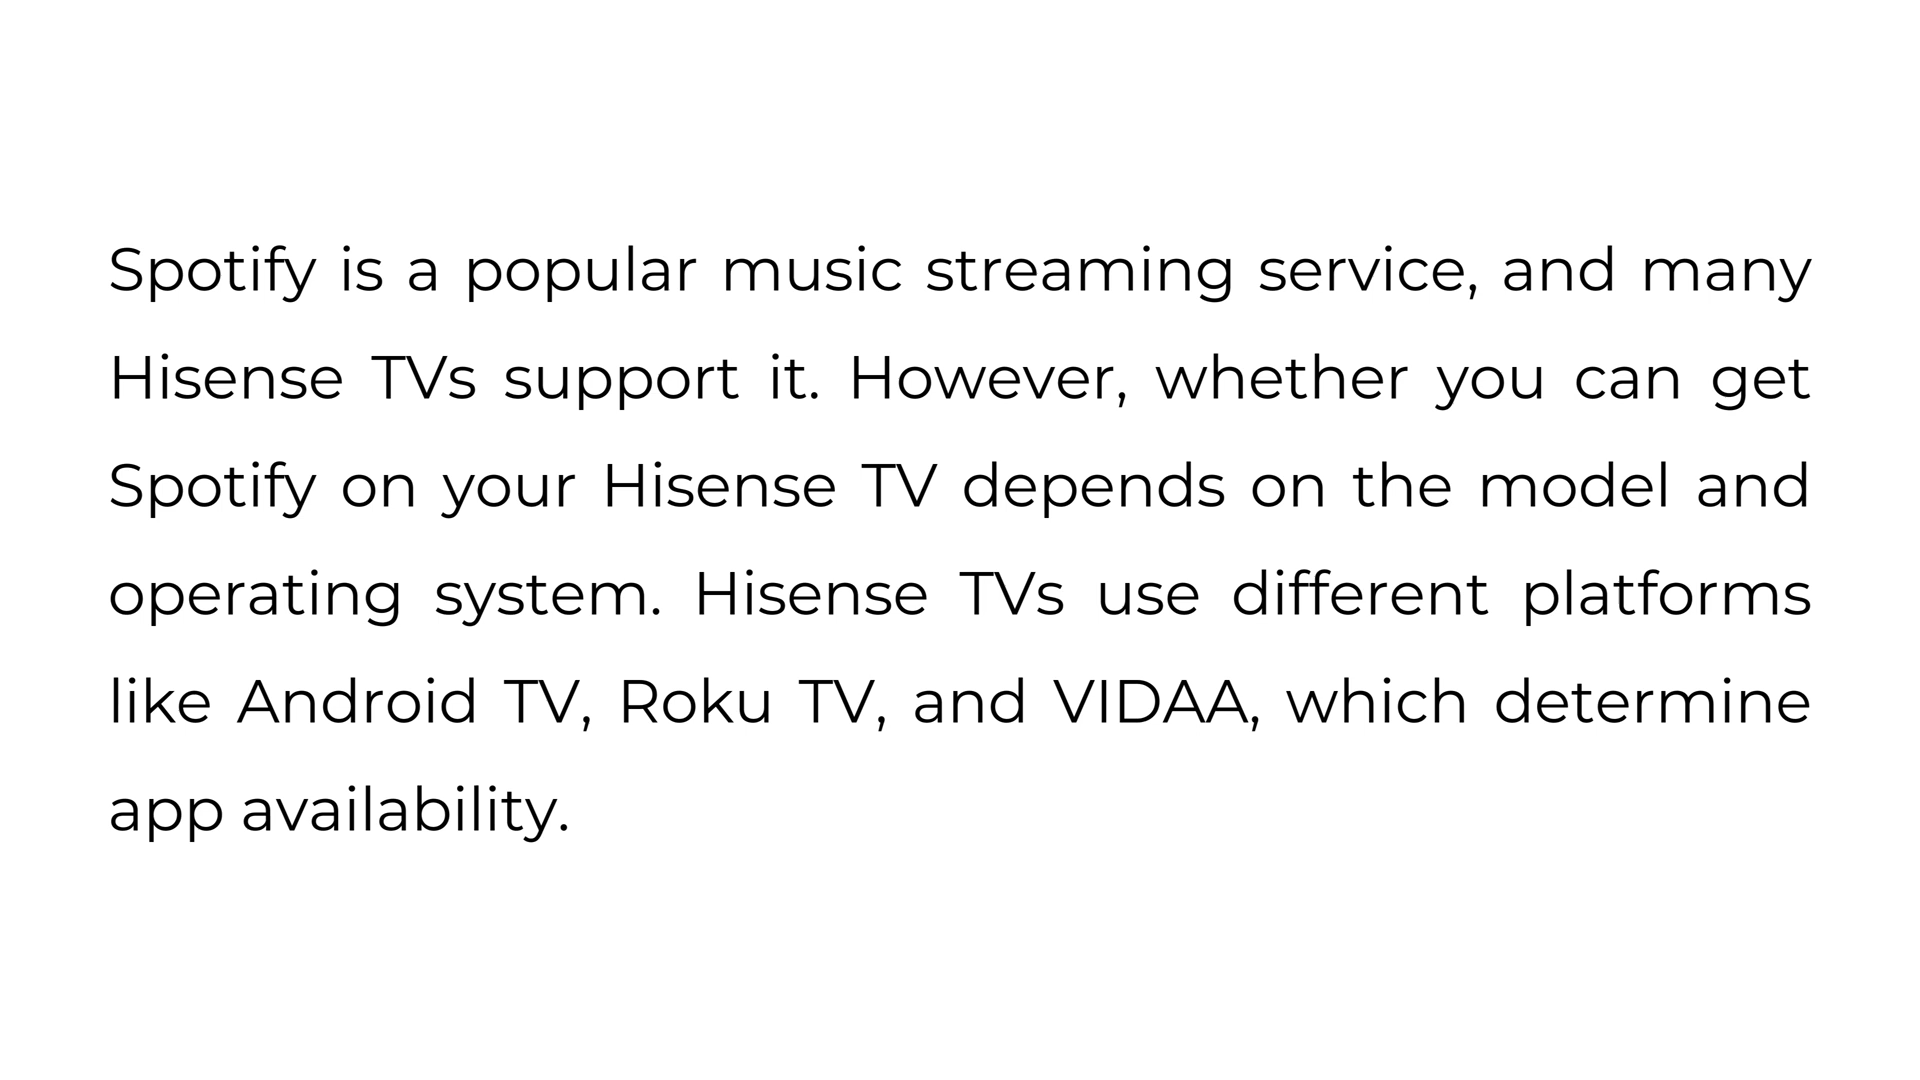 Spotify is a popular music streaming service, and many
Hisense TVs support it. However, whether you can get
Spotify on your Hisense TV depends on the model and
operating system. Hisense TVs use different platforms
like Android TV, Roku TV, and VIDAA, which determine
app availability.